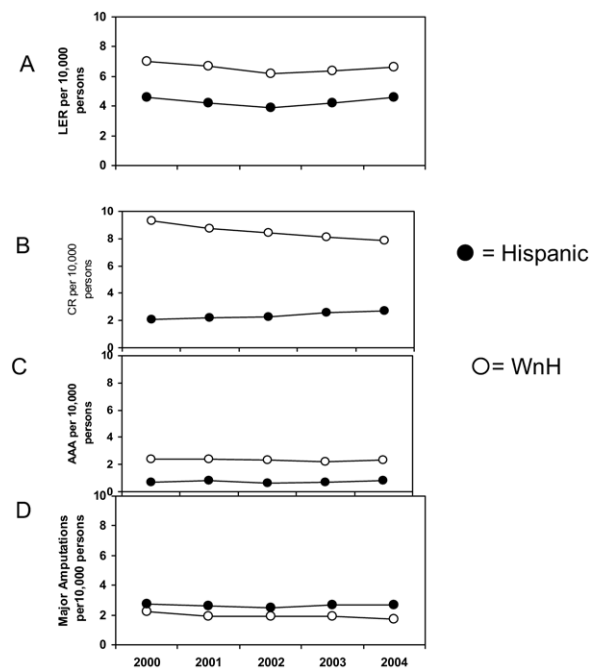 A
LER per 10,000
persons
10
8
6
4
2
0
B
CR per 10,000
persons
10
8
6
4
2
0
= Hispanic
C
AAA per 10,000
persons
10
8
6
4
2
0
= WnH
D
Major Amputations
per10,000 persons
10
8
6
4
2
0
2000 2001 2002 2003 2004